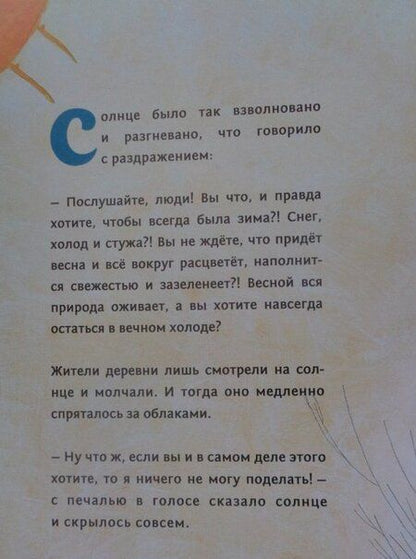 Солнце было так взволновано
и разгневано, что говорило
с раздражением:
– Послушайте, люди! Вы что, и правда
хотите, чтобы всегда была зима?! Снег,
холод и стужа?! Вы не ждёте, что придёт
весна и всё вокруг расцветёт, наполнит-
ся свежестью и зазеленеет?! Весной вся
природа оживает, а вы хотите навсегда
остаться в вечном холоде?
Жители деревни лишь смотрели на сол-
нце и молчали. И тогда оно медленно
спряталось за облаками.
– Ну что ж, если вы и в самом деле этого
хотите, то я ничего не могу поделать! –
с печалью в голосе сказало солнце
и скрылось совсем.